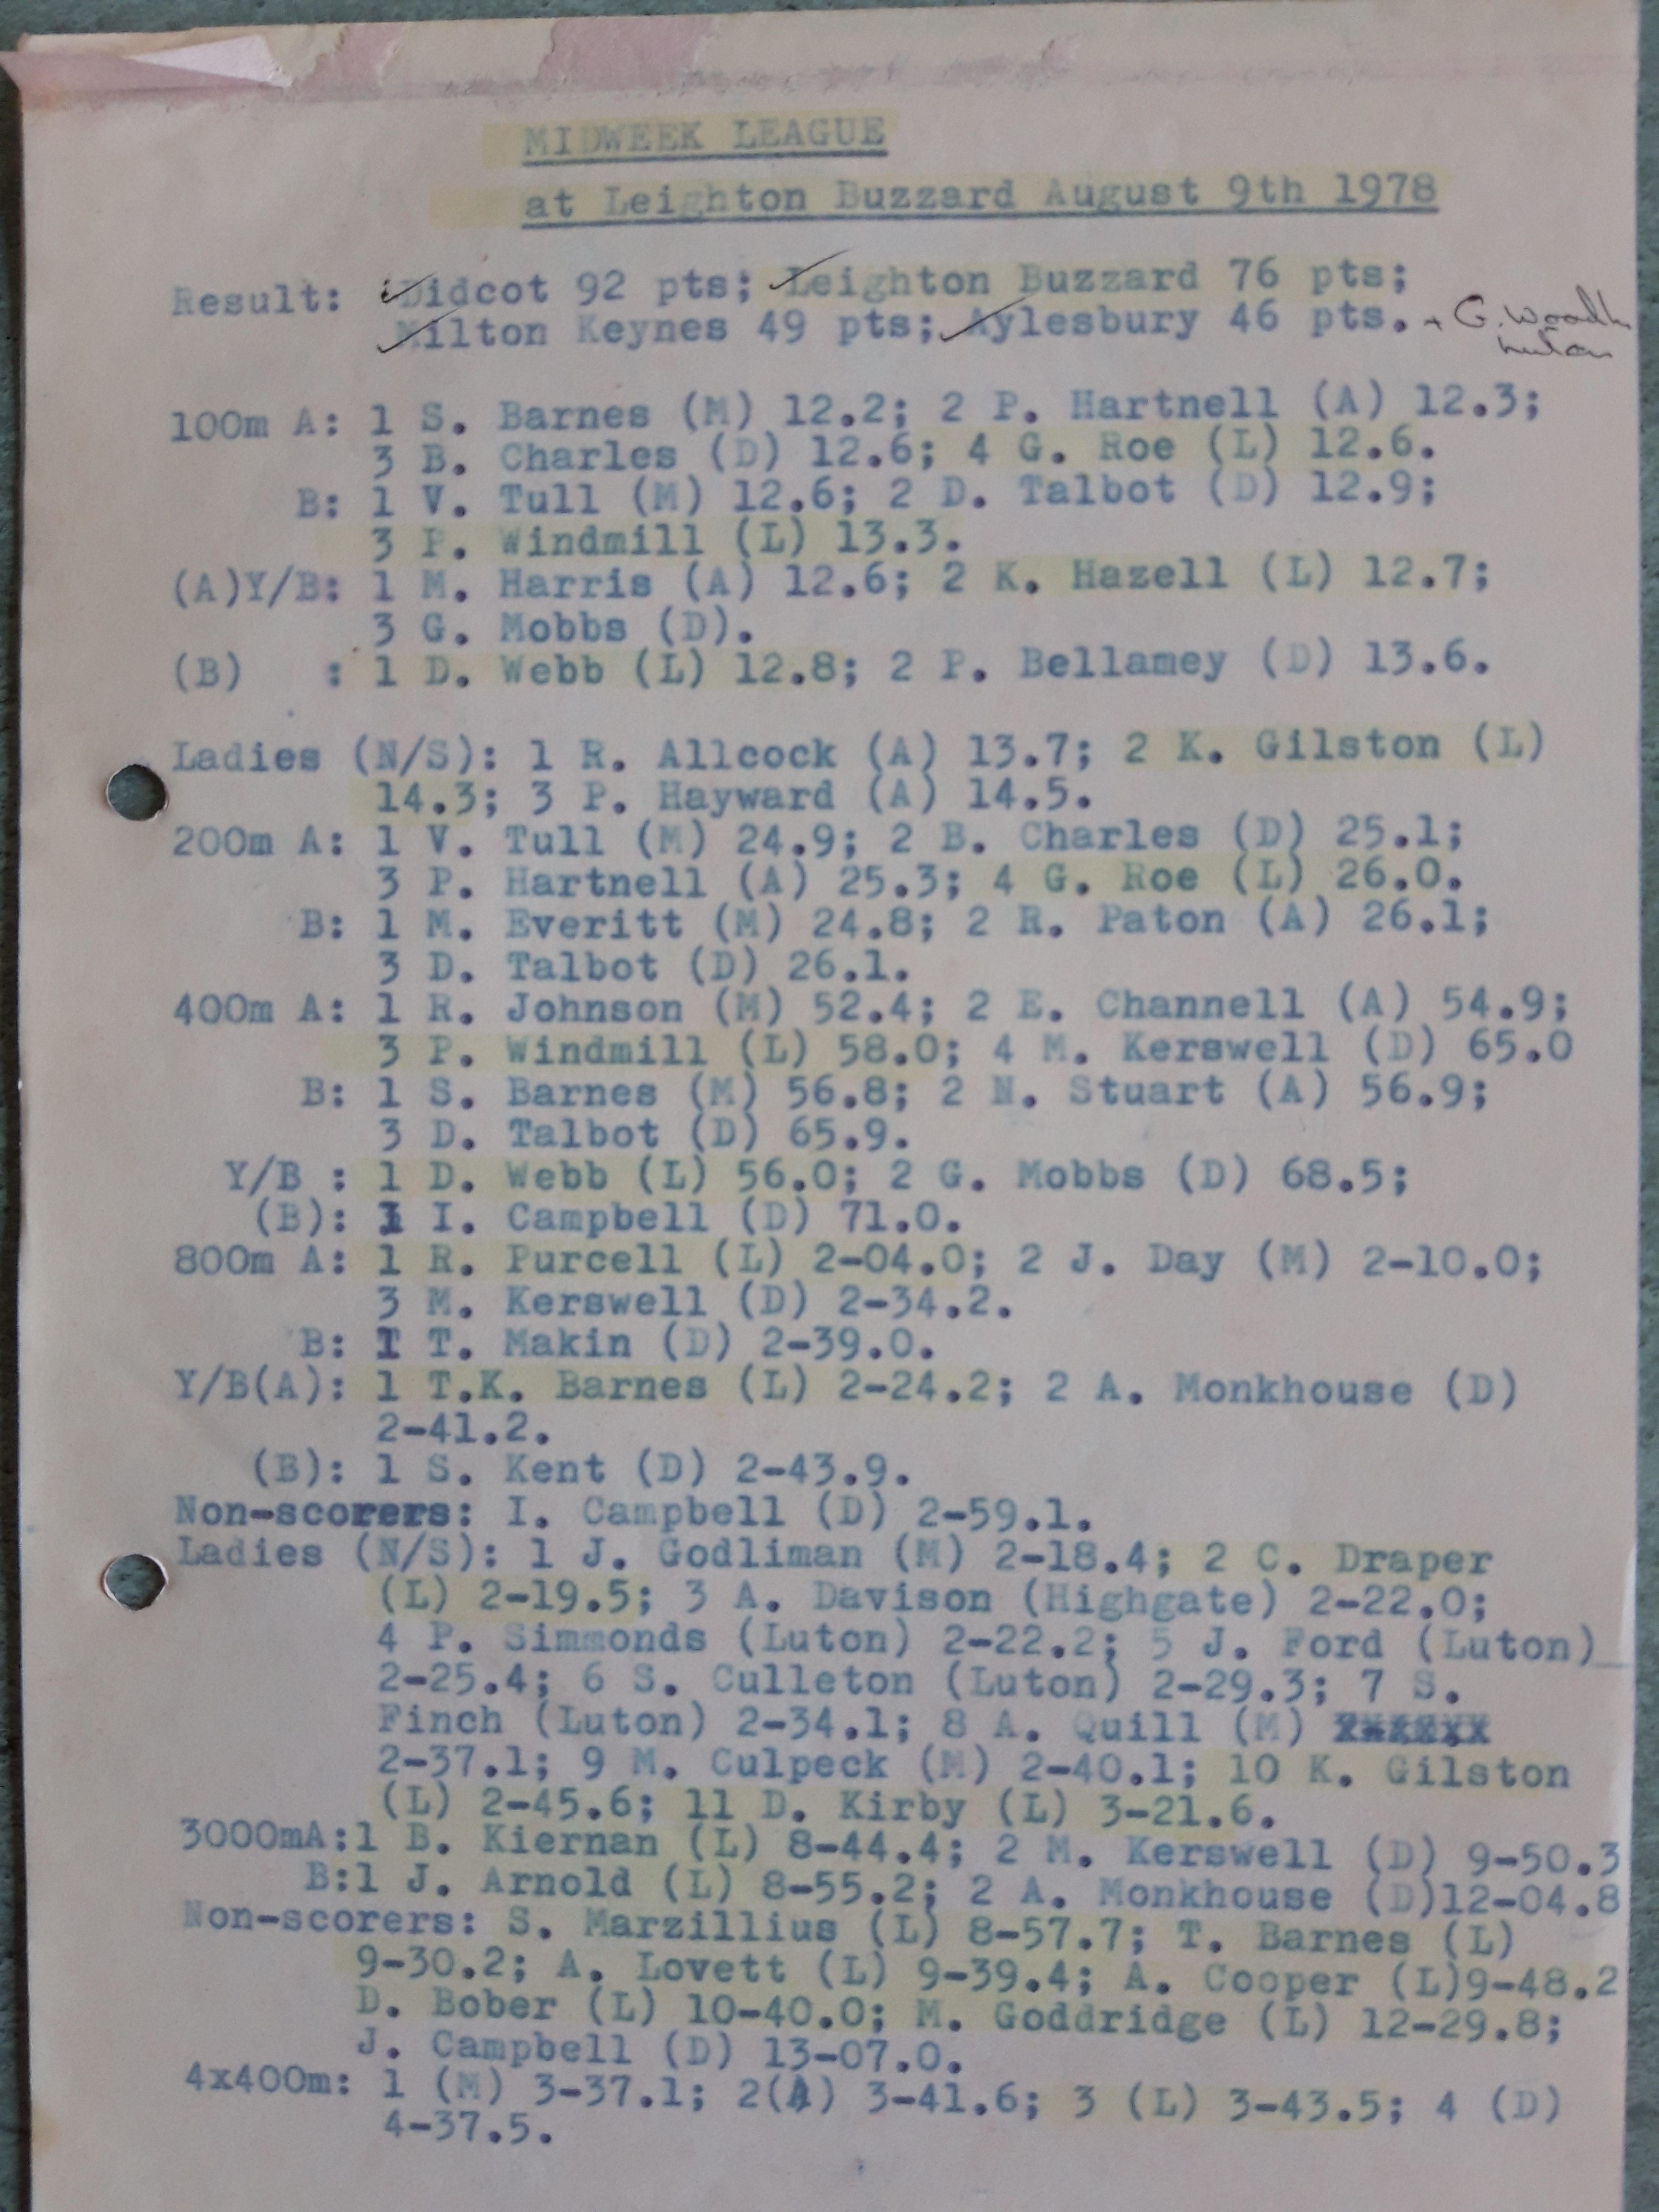 MIDWEEK LEAGUE
at Leighton Buzzard August 9th 1978
Result: Didcot 92 pts; Leighton Buzzard 76 pts;
Milton Keynes 49 pts; Aylesbury 46 pts. + G.
100m A: 1 S. Barnes (M) 12.2; 2 P. Hartnell (A) 12.3;
3 B. Charles (D) 12.6; 4 G. Roe (L) 12.6.
B: 1 V. Tull (M) 12.6; 2 D. Talbot (D) 12.9;
3 P. Windmill (L) 13.3.
(A)Y/B: 1 M. Harris (A) 12.6; 2 K. Hazell (L) 12.7;
3 G. Mobbs (D).
(B) : 1 D. Webb (L) 12.8; 2 P. Bellamey (D) 13.6.
Ladies (N/S): 1 R. Allcock (A) 13.7; 2 K. Gilston (L)
14.3; 3 P. Hayward (A) 14.5.
200m A: 1 V. Tull (M) 24.9; 2 B. Charles (D) 25.1;
3 P. Hartnell (A) 25.3; 4 G. Roe (L) 26.0.
B: 1 M. Everitt (M) 24.8; 2 R. Paton (A) 26.1;
3 D. Talbot (D) 26.1.
400m A: 1 R. Johnson (M) 52.4; 2 E. Channell (A) 54.9;
3 P. Windmill (L) 58.0; 4 M. Kerswell (D) 65.0
B: 1 S. Barnes (M) 56.8; 2 N. Stuart (A) 56.9;
3 D. Talbot (D) 65.9.
Y/B : 1 D. Webb (L) 56.0; 2 G. Mobbs (D) 68.5;
(B): 1 I. Campbell (D) 71.0.
800m A: 1 R. Purcell (L) 2-04.0; 2 J. Day (M) 2-10.0;
3 M. Kerswell (D) 2-34.2.
B: 1 T. Makin (D) 2-39.0.
Y/B(A): 1 T.K. Barnes (L) 2-24.2; 2 A. Monkhouse (D)
2-41.2.
(B): 1 S. Kent (D) 2-43.9.
Non-scorers: I. Campbell (D) 2-59.1.
Ladies (N/S): 1 J. Godliman (M) 2-18.4; 2 C. Draper
(L) 2-19.5; 3 A. Davison (Highgate) 2-22.0;
4 P. Simmonds (Luton) 2-22.2; 5 J. Ford (Luton)
2-25.4; 6 S. Culleton (Luton) 2-29.3; 7 S.
Finch (Luton) 2-34.1; 8 A. Quill (M)
2-37.1; 9 M. Culpeck (M) 2-40.1; 10 K. Gilston
(L) 2-45.6; 11 D. Kirby (L) 3-21.6.
3000mA:1 B. Kiernan (L) 8-44.4; 2 M. Kerswell (D) 9-50.3
B:1 J. Arnold (L) 8-55.2; 2 A. Monkhouse (D)12-04.8
Non-scorers: S. Marzillius (L) 8-57.7; T. Barnes (L)
9-30.2; A. Lovett (L) 9-39.4; A. Cooper (L)9-48.2
D. Bober (L) 10-40.0; M. Goddridge (L) 12-29.8;
J. Campbell (D) 13-07.0.
4x400m: 1 (M) 3-37.1; 2(A) 3-41.6; 3 (L) 3-43.5; 4 (D)
4-37.5.